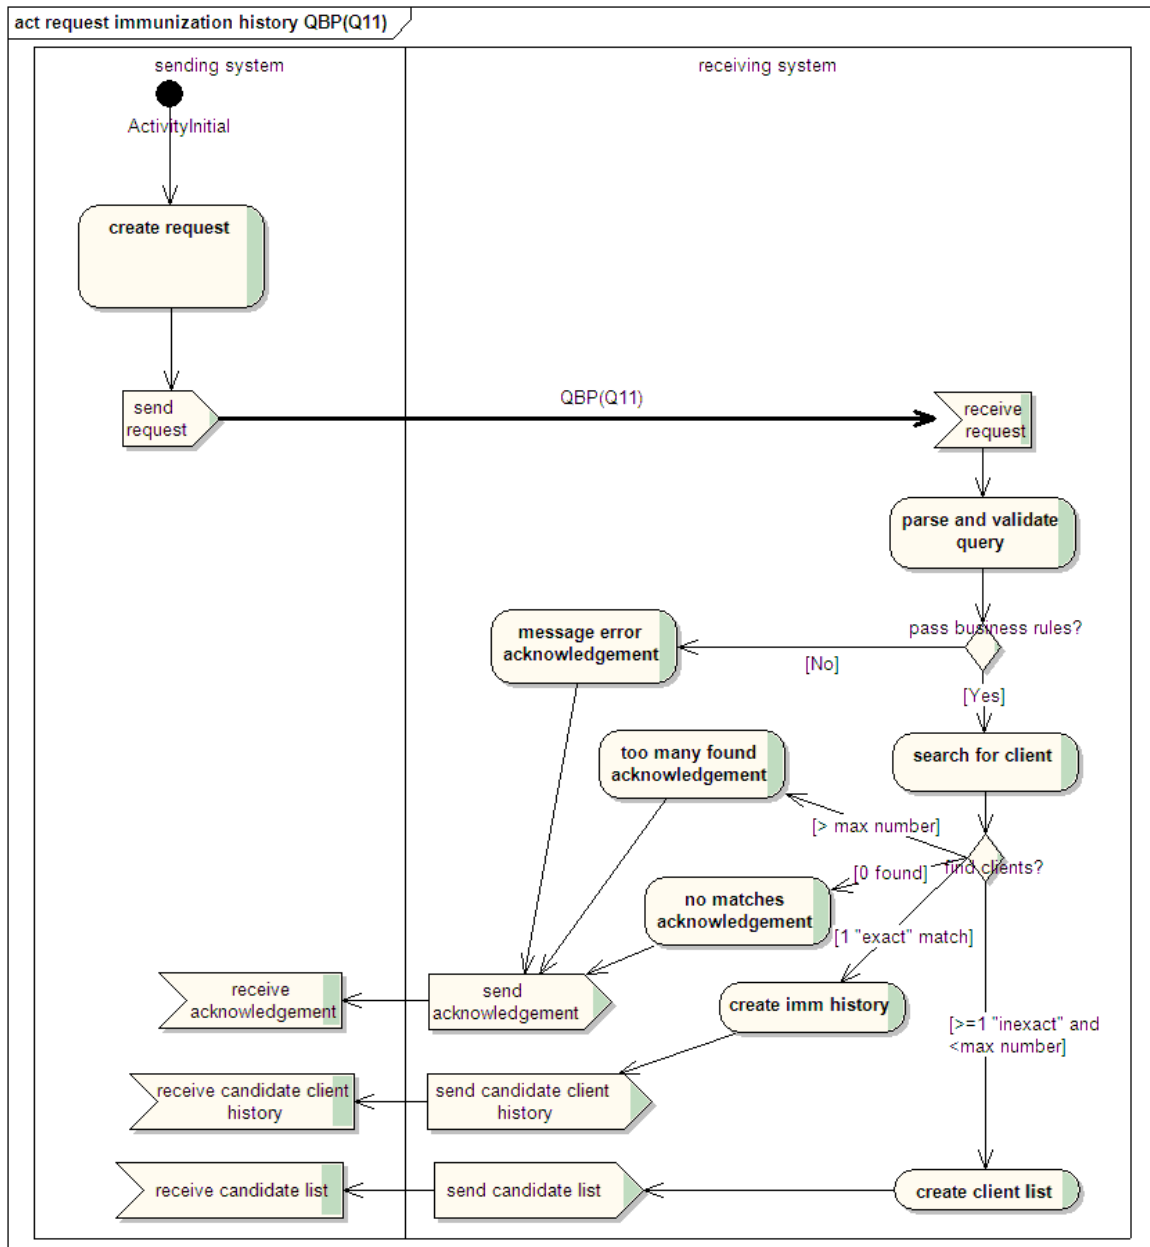 act request immunization history QBP(Q11)
sending system
receiving system
ActivityInitial
create request
send
request
QBP(Q11)
receive
request
parse and validate
query
pass business rules?
message error
acknowledgement
[No]
[Yes]
too many found
acknowledgement
search for client
[> max number]
find clients?
[0 found]
no matches
acknowledgement
[1 "exact" match]
receive
acknowledgement
send
acknowledgement
create imm history
[>=1 "inexact" and
<max number]
receive candidate client
history
send candidate client
history
receive candidate list
send candidate list
create client list